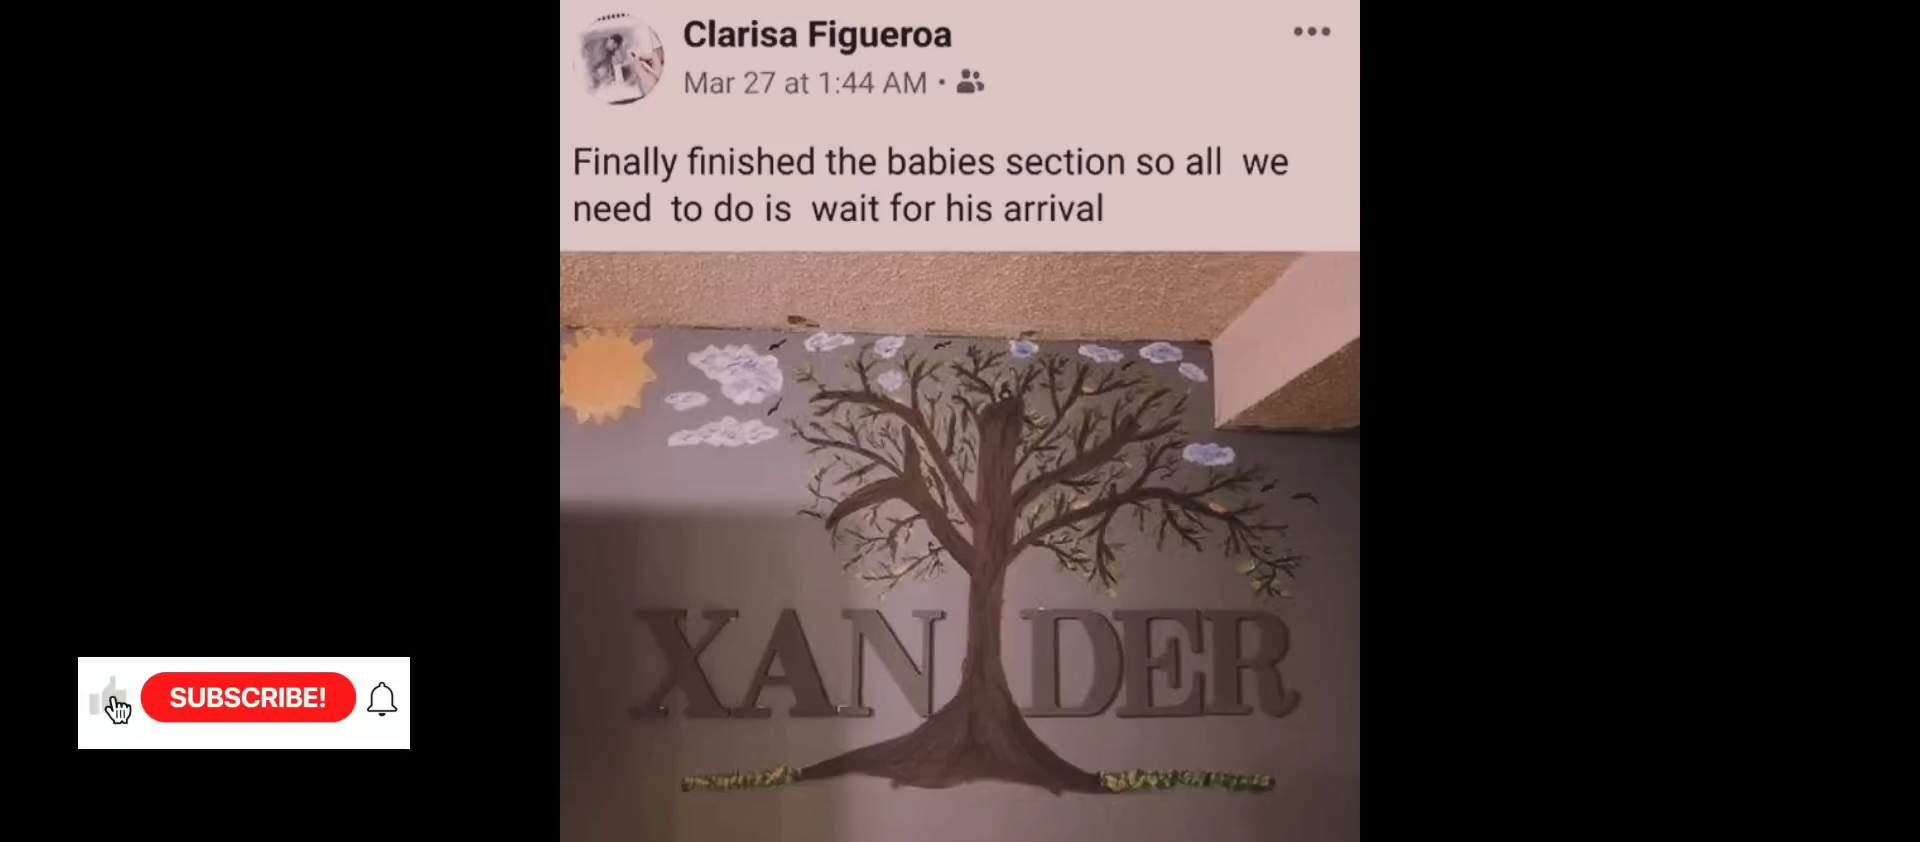 Clarisa Figueroa
Mar 27 at 1:44 AM •
Finally finished the babies section so all we
need to do is wait for his arrival
XANDER
SUBSCRIBE!